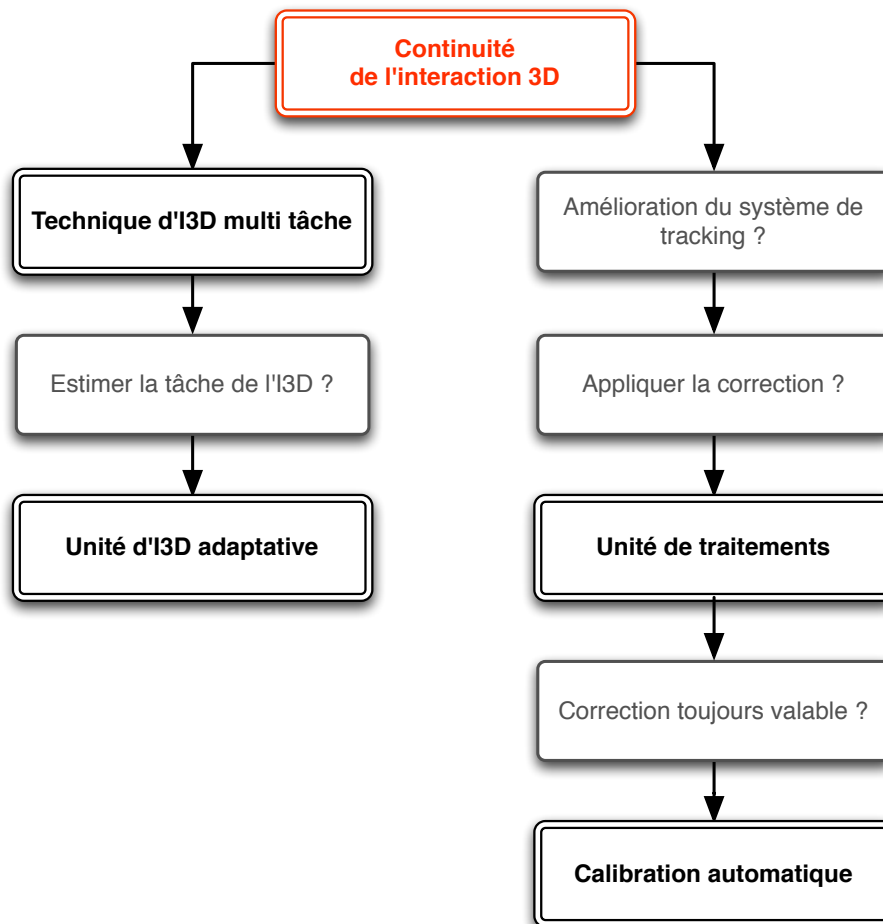 Continuité
de l'interaction 3D
Technique d'I3D multi tâche
Estimer la tâche de l'I3D ?
Unité d'I3D adaptative
Amélioration du système de
tracking ?
Appliquer la correction ?
Unité de traitements
Correction toujours valable ?
Calibration automatique